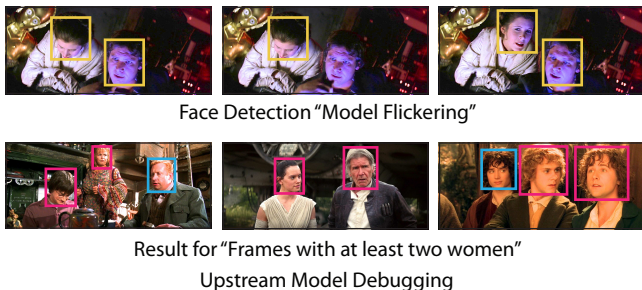 Face Detection “Model Flickering”
Result for “Frames with at least two women”
Upstream Model Debugging